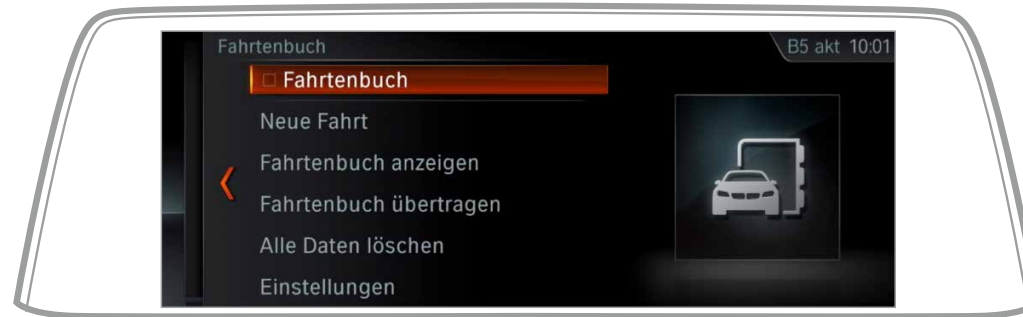 Fahrtenbuch
B5 akt 10:01
Fahrtenbuch
Neue Fahrt
Fahrtenbuch anzeigen
Fahrtenbuch übertragen
Alle Daten löschen
Einstellungen